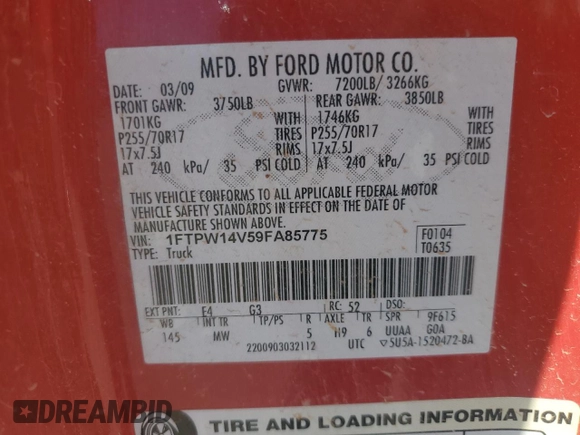 MFD. BY FORD MOTOR CO.
DATE: 03/09 GVWR: 7200LB/ 3266KG
FRONT GAWR: 3750LB REAR GAWR: 3850LB
1701KG WITH 1746KG WITH
P255/70R17 TIRES P255/70R17 TIRES
17x7.5J RIMS 17x7.5J RIMS
AT 240 kPa/ 35 PSI COLD AT 240 kPa/ 35 PSI COLD
THIS VEHICLE CONFORMS TO ALL APPLICABLE FEDERAL MOTOR
VEHICLE SAFETY STANDARDS IN EFFECT ON THE DATE OF
MANUFACTURE SHOWN ABOVE.
VIN: 1FTPW14V59FA85775 F0104
TYPE: Truck T0635
EXT PNT: E4 G3 RC: 52 DSO:
WB INT TR TP/PS R AXLE TR SPR 9F615
145 MW 5 H9 6 UUAA G0A
2200903032112 UTC ▽5U5A-1520472-BA
DREAMBID
TIRE AND LOADING INFORMATION